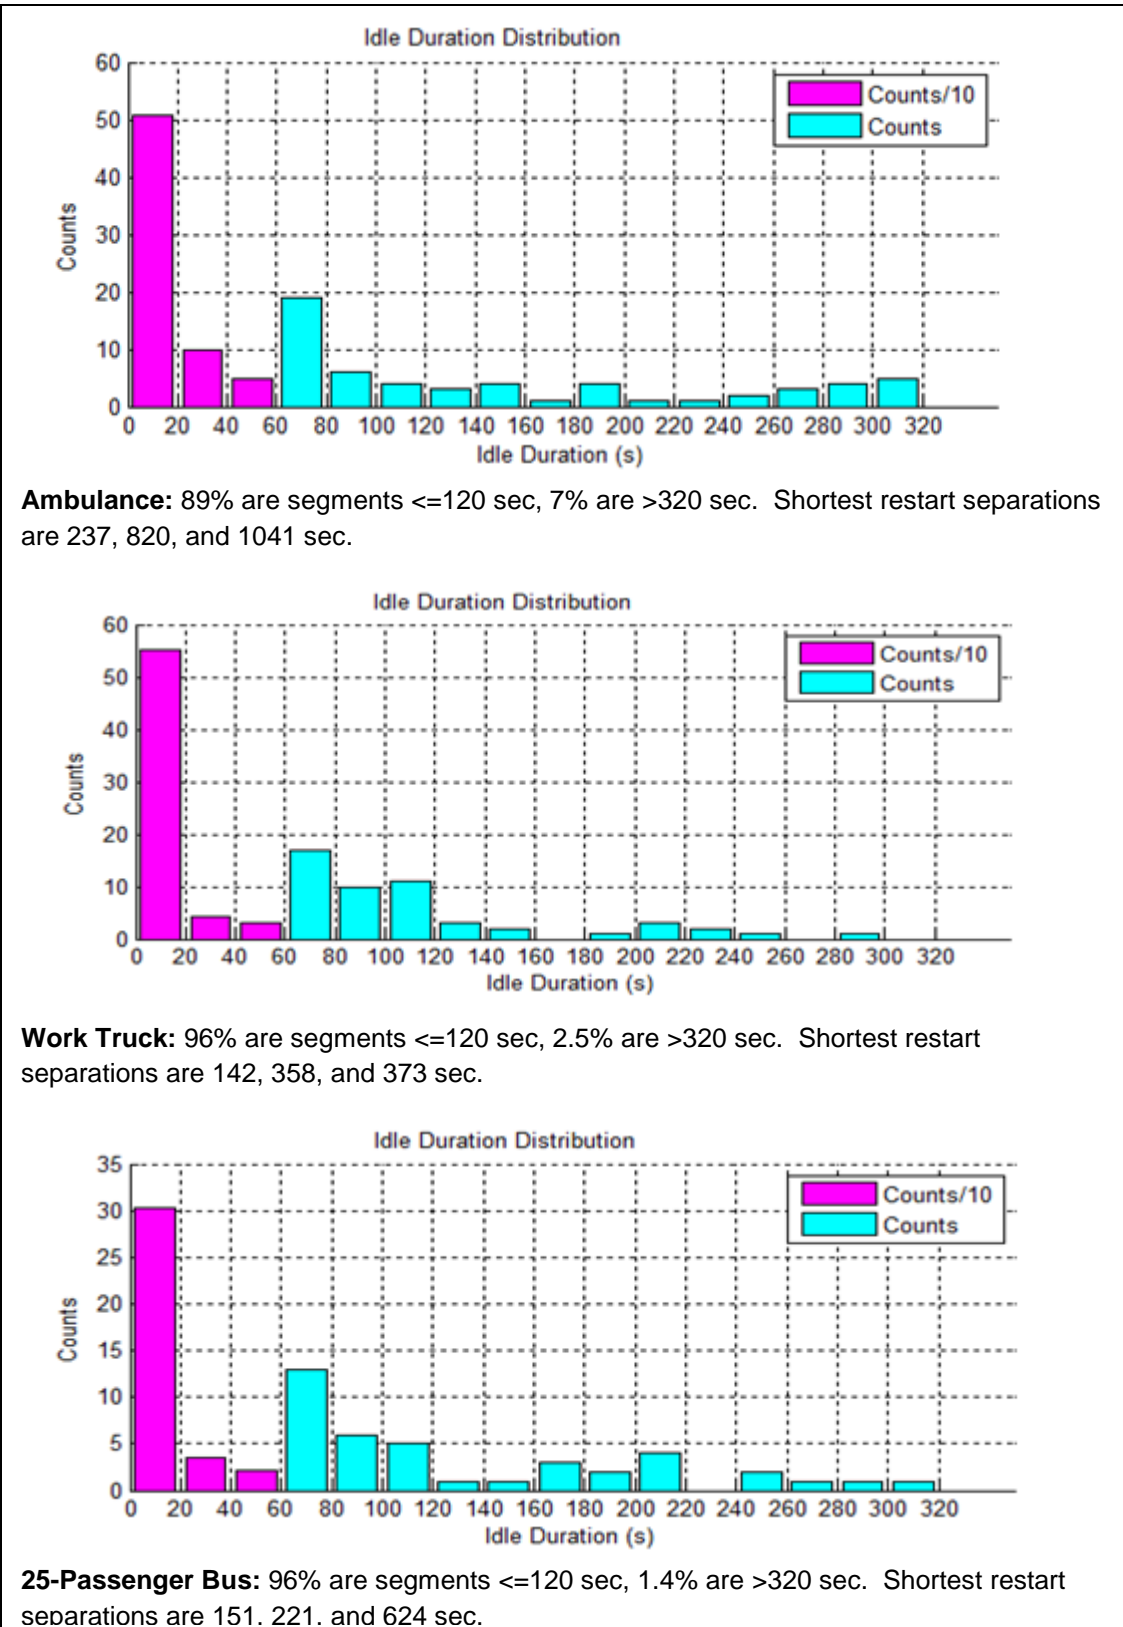 Idle Duration Distribution
60
50
40
30
20
10
0
Counts
Counts/10
Counts
0 20 40 60 80 100 120 140 160 180 200 220 240 260 280 300 320
Idle Duration (s)
Ambulance: 89% are segments <=120 sec, 7% are >320 sec. Shortest restart separations
are 237, 820, and 1041 sec.
Idle Duration Distribution
60
50
40
30
20
10
0
Counts
Counts/10
Counts
0 20 40 60 80 100 120 140 160 180 200 220 240 260 280 300 320
Idle Duration (s)
Work Truck: 96% are segments <=120 sec, 2.5% are >320 sec. Shortest restart
separations are 142, 358, and 373 sec.
Idle Duration Distribution
35
30
25
20
15
10
5
0
Counts
Counts/10
Counts
0 20 40 60 80 100 120 140 160 180 200 220 240 260 280 300 320
Idle Duration (s)
25-Passenger Bus: 96% are segments <=120 sec, 1.4% are >320 sec. Shortest restart
separations are 151, 221, and 624 sec.